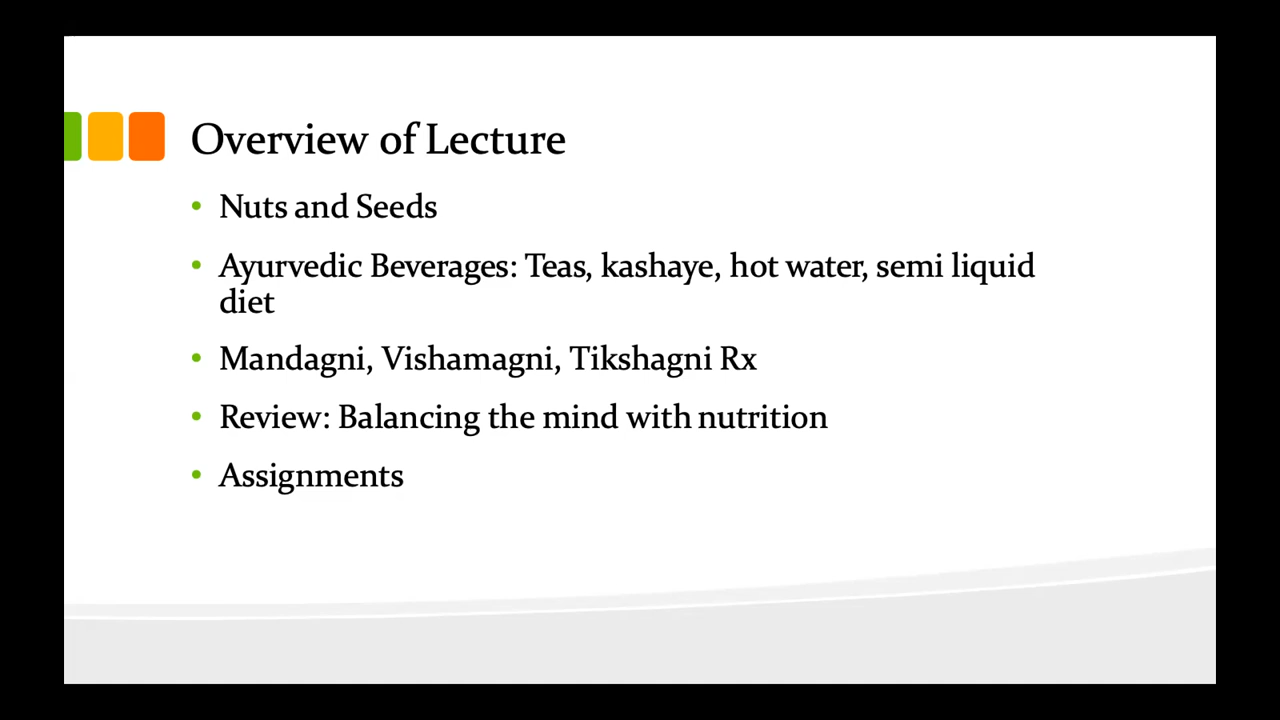 Overview of Lecture
• Nuts and Seeds
• Ayurvedic Beverages: Teas, kashaye, hot water, semi liquid
diet
• Mandagni, Vishamagni, Tikshagni Rx
• Review: Balancing the mind with nutrition
• Assignments